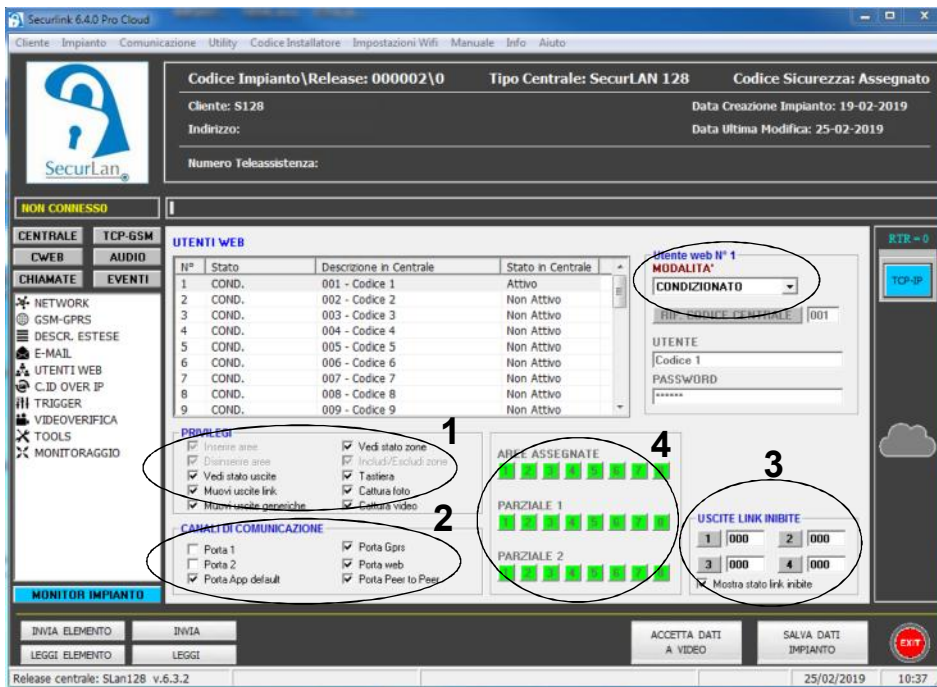 Securlink 6.4.0 Pro Cloud
Cliente Impianto Comunicazione Utility Codice Installatore Impostazioni Wifi Manuale Info Aiuto
SecurLan®
Codice Impianto\Release: 000002\0 Tipo Centrale: SecurLAN 128 Codice Sicurezza: Assegnato
Cliente: S128 Data Creazione Impianto: 19-02-2019
Indirizzo: Data Ultima Modifica: 25-02-2019
Numero Teleassistenza:
NON CONNESSO
CENTRALE TCP-GSM
CWEB AUDIO
CHIAMATE EVENTI
NETWORK
GSM-GPRS
DESCR. ESTESE
E-MAIL
UTENTI WEB
C.ID OVER IP
TRIGGER
VIDEOVERIFICA
TOOLS
MONITORAGGIO
MONITOR IMPIANTO
UTENTI WEB
N° Stato Descrizione in Centrale Stato in Centrale
1 COND. 001 - Codice 1 Attivo
2 COND. 002 - Codice 2 Non Attivo
3 COND. 003 - Codice 3 Non Attivo
4 COND. 004 - Codice 4 Non Attivo
5 COND. 005 - Codice 5 Non Attivo
6 COND. 006 - Codice 6 Non Attivo
7 COND. 007 - Codice 7 Non Attivo
8 COND. 008 - Codice 8 Non Attivo
9 COND. 009 - Codice 9 Non Attivo
Utente web N° 1
MODALITA'
CONDIZIONATO
RIF. CODICE CENTRALE 001
UTENTE
Codice 1
PASSWORD
******
RTR = 0
TCP-IP
PRIVILEGI
1
Inserisce aree Vedi stato zone
Disinserisce aree Includi/Escludi zone
Vedi stato uscite Tastiera
Muovi uscite link Cattura foto
Muovi uscite generiche Cattura video
CANALI DI COMUNICAZIONE
2
Porta 1 Porta Gprs
Porta 2 Porta web
Porta App default Porta Peer to Peer
4
AREE ASSEGNATE
1 2 3 4 5 6 7 8
PARZIALE 1
1 2 3 4 5 6 7 8
PARZIALE 2
1 2 3 4 5 6 7 8
3
USCITE LINK INIBITE
1 000 2 000
3 000 4 000
Mostra stato link inibite
INVIA ELEMENTO INVIA
LEGGI ELEMENTO LEGGI
ACCETTA DATI
A VIDEO
SALVA DATI
IMPIANTO
EXIT
Release centrale: SLan128 v.6.3.2 25/02/2019 10:37